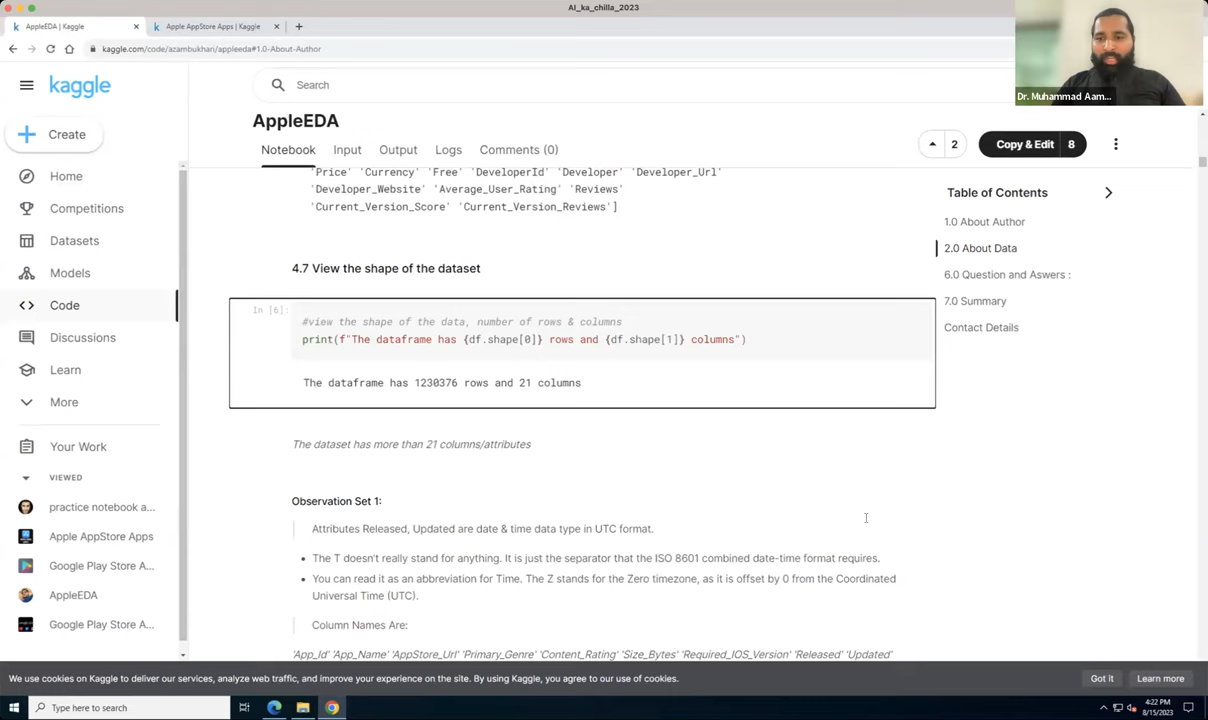 AI_ka_chilla_2023
AppleEDA | Kaggle
Apple AppStore Apps | Kaggle
kaggle.com/code/azambukhari/appleeda#1.0-About-Author
Dr. Muhammad Aam...
kaggle
Search
Create
AppleEDA
2
Copy & Edit 8
Notebook Input Output Logs Comments (0)
Home
Competitions
Datasets
Models
Code
Discussions
Learn
More
Your Work
VIEWED
practice notebook a...
Apple AppStore Apps
Google Play Store A...
AppleEDA
Google Play Store A...
'Price' 'Currency' 'Free' 'DeveloperId' 'Developer' 'Developer_Url'
'Developer_Website' 'Average_User_Rating' 'Reviews'
'Current_Version_Score' 'Current_Version_Reviews']
4.7 View the shape of the dataset
In [6]:
#view the shape of the data, number of rows & columns
print(f"The dataframe has {df.shape[0]} rows and {df.shape[1]} columns")
The dataframe has 1230376 rows and 21 columns
The dataset has more than 21 columns/attributes
Observation Set 1:
Attributes Released, Updated are date & time data type in UTC format.
• The T doesn't really stand for anything. It is just the separator that the ISO 8601 combined date-time format requires.
• You can read it as an abbreviation for Time. The Z stands for the Zero timezone, as it is offset by 0 from the Coordinated
Universal Time (UTC).
Column Names Are:
'App_Id' 'App_Name' 'AppStore_Url' 'Primary_Genre' 'Content_Rating' 'Size_Bytes' 'Required_IOS_Version' 'Released' 'Updated'
Table of Contents
1.0 About Author
2.0 About Data
6.0 Question and Aswers :
7.0 Summary
Contact Details
We use cookies on Kaggle to deliver our services, analyze web traffic, and improve your experience on the site. By using Kaggle, you agree to our use of cookies.
Got it
Learn more
Type here to search
4:22 PM
8/15/2023